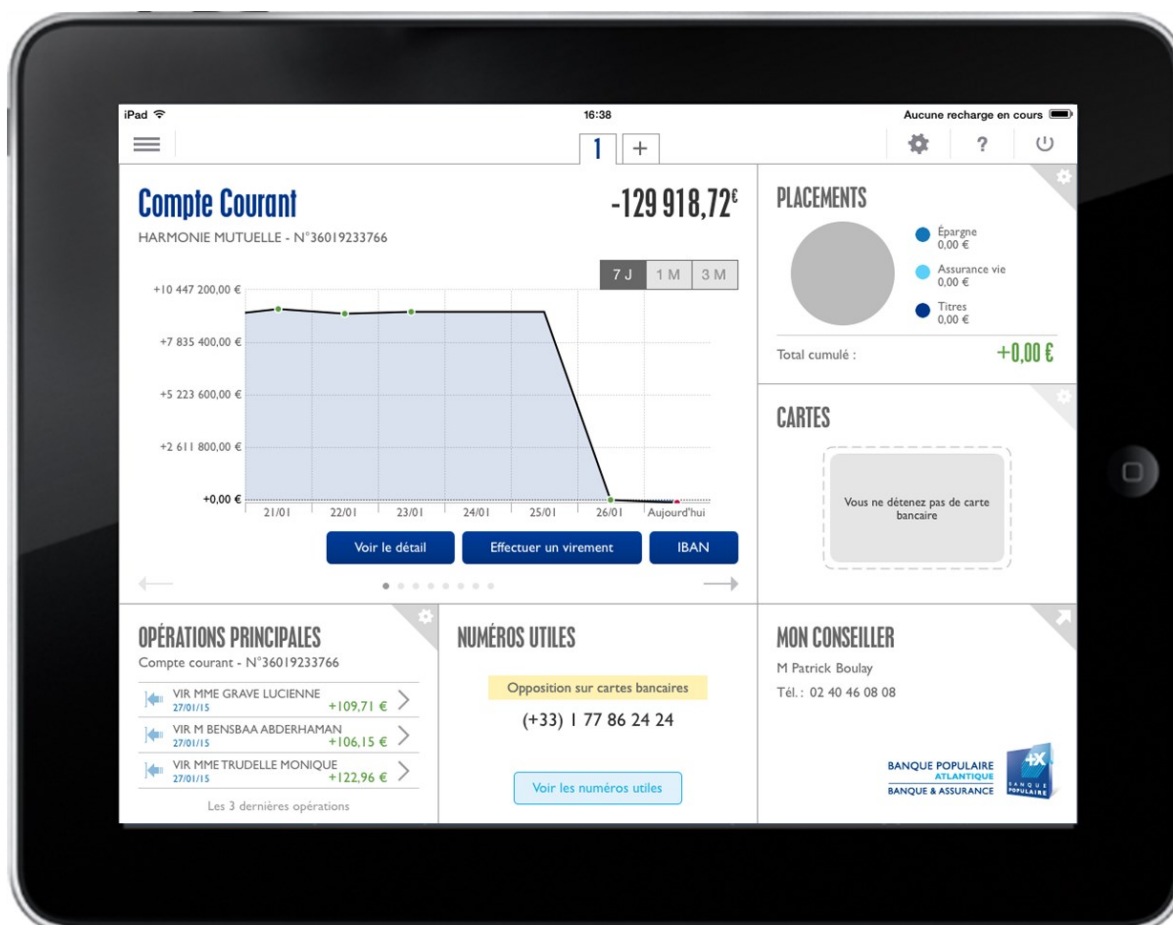 iPad
16:38
Aucune recharge en cours
1
+
?
Compte Courant
-129 918,72€
HARMONIE MUTUELLE - N°36019233766
7 J
1 M
3 M
+10 447 200,00 €
+7 835 400,00 €
+5 223 600,00 €
+2 611 800,00 €
+0,00 €
21/01
22/01
23/01
24/01
25/01
26/01
Aujourd'hui
Voir le détail
Effectuer un virement
IBAN
PLACEMENTS
Épargne
0,00 €
Assurance vie
0,00 €
Titres
0,00 €
Total cumulé :
+0,00 €
CARTES
Vous ne détenez pas de carte
bancaire
OPÉRATIONS PRINCIPALES
Compte courant - N°36019233766
VIR MME GRAVE LUCIENNE
27/01/15
+109,71 €
VIR M BENSBAA ABDERHAMAN
27/01/15
+106,15 €
VIR MME TRUDELLE MONIQUE
27/01/15
+122,96 €
Les 3 dernières opérations
NUMÉROS UTILES
Opposition sur cartes bancaires
(+33) 1 77 86 24 24
Voir les numéros utiles
MON CONSEILLER
M Patrick Boulay
Tél. : 02 40 46 08 08
BANQUE POPULAIRE
ATLANTIQUE
BANQUE & ASSURANCE
BANQUE
POPULAIRE